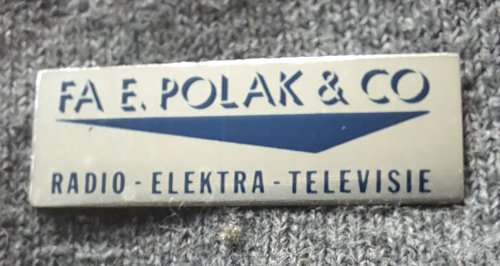 FA E. POLAK & CO
RADIO - ELEKTRA - TELEVISIE